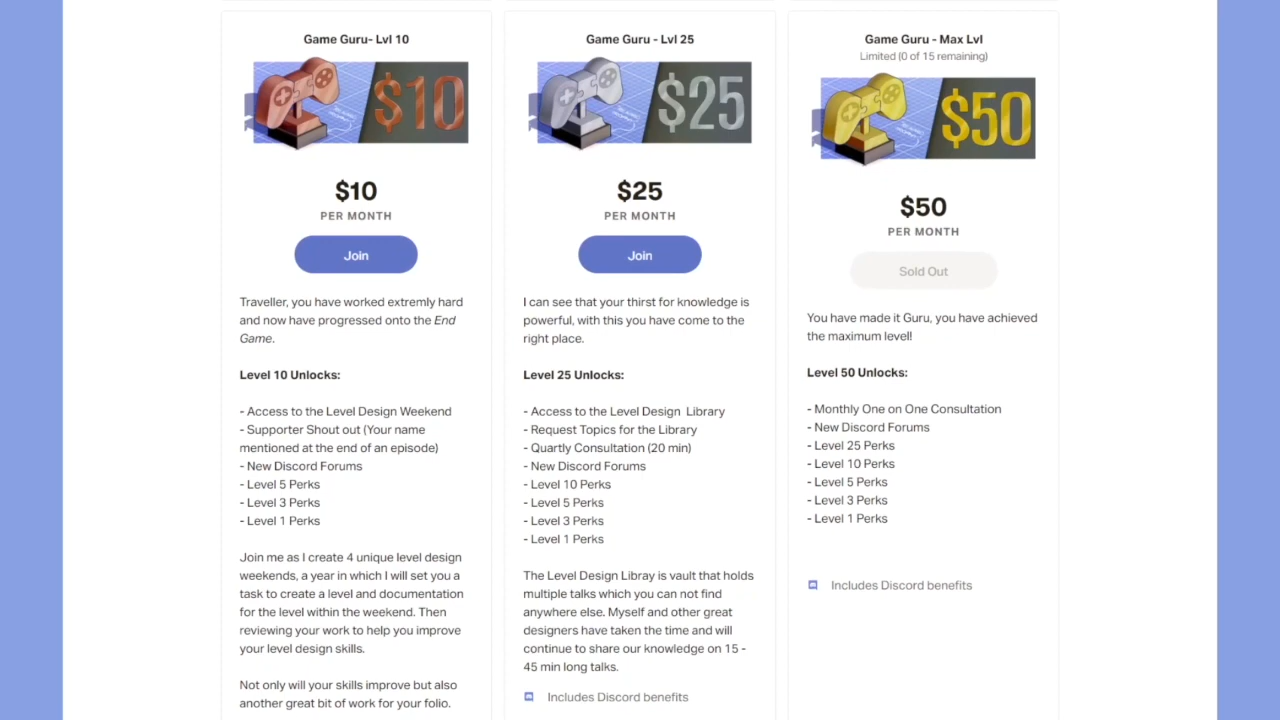 Game Guru- Lvl 10
$10
$10
PER MONTH
Join
Traveller, you have worked extremly hard
and now have progressed onto the End
Game.
Level 10 Unlocks:
- Access to the Level Design Weekend
- Supporter Shout out (Your name
mentioned at the end of an episode)
- New Discord Forums
- Level 5 Perks
- Level 3 Perks
- Level 1 Perks
Join me as I create 4 unique level design
weekends, a year in which I will set you a
task to create a level and documentation
for the level within the weekend. Then
reviewing your work to help you improve
your level design skills.
Not only will your skills improve but also
another great bit of work for your folio.
Game Guru - Lvl 25
$25
$25
PER MONTH
Join
I can see that your thirst for knowledge is
powerful, with this you have come to the
right place.
Level 25 Unlocks:
- Access to the Level Design  Library
- Request Topics for the Library
- Quartly Consultation (20 min)
- New Discord Forums
- Level 10 Perks
- Level 5 Perks
- Level 3 Perks
- Level 1 Perks
The Level Design Libray is vault that holds
multiple talks which you can not find
anywhere else. Myself and other great
designers have taken the time and will
continue to share our knowledge on 15 -
45 min long talks.
Includes Discord benefits
Game Guru - Max Lvl
Limited (0 of 15 remaining)
$50
$50
PER MONTH
Sold Out
You have made it Guru, you have achieved
the maximum level!
Level 50 Unlocks:
- Monthly One on One Consultation
- New Discord Forums
- Level 25 Perks
- Level 10 Perks
- Level 5 Perks
- Level 3 Perks
- Level 1 Perks
Includes Discord benefits